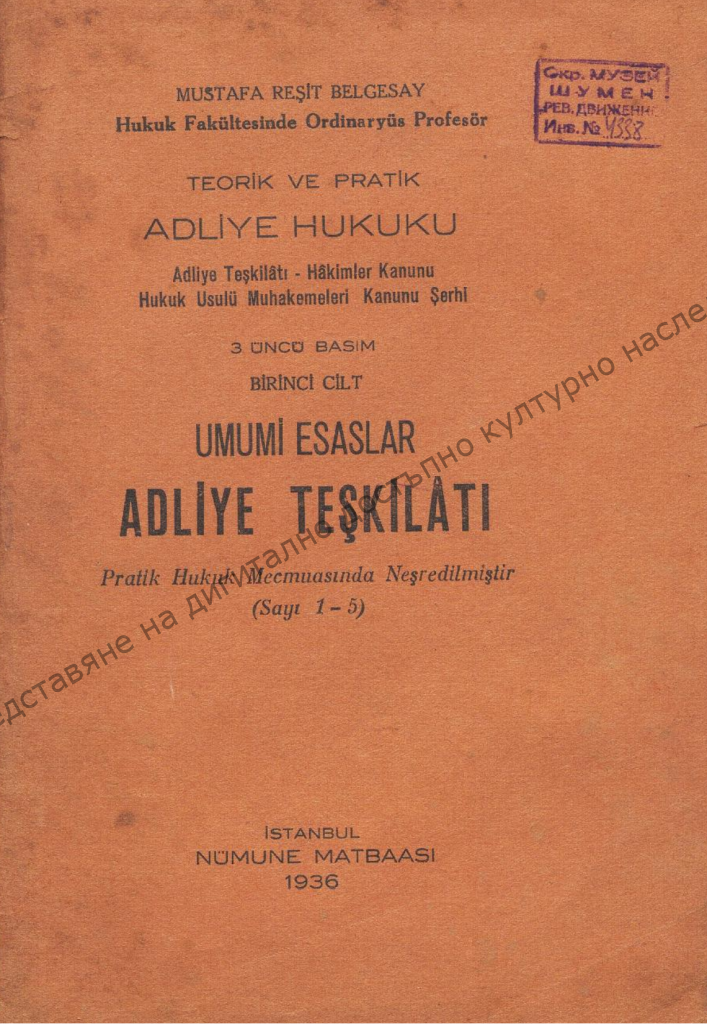 MUSTAFA REŞİT BELGESAY
Hukuk Fakültesinde Ordinaryüs Profesör
Окр. МУЗЕЙ
ШУМЕН
РЕВ. ДВИЖЕНИЕ
Инв. № 4338
TEORİK VE PRATİK
ADLİYE HUKUKU
Adliye Teşkilâtı - Hâkimler Kanunu
Hukuk Usulü Muhakemeleri Kanunu Şerhi
3 ÜNCÜ BASIM
BİRİNCİ CİLT
UMUMİ ESASLAR
ADLİYE TEŞKİLATI
Pratik Hukuk Mecmuasında Neşredilmiştir
(Sayı 1 - 5)
едставяне на дигитално достъпно културно насле
İSTANBUL
NÜMUNE MATBAASI
1936